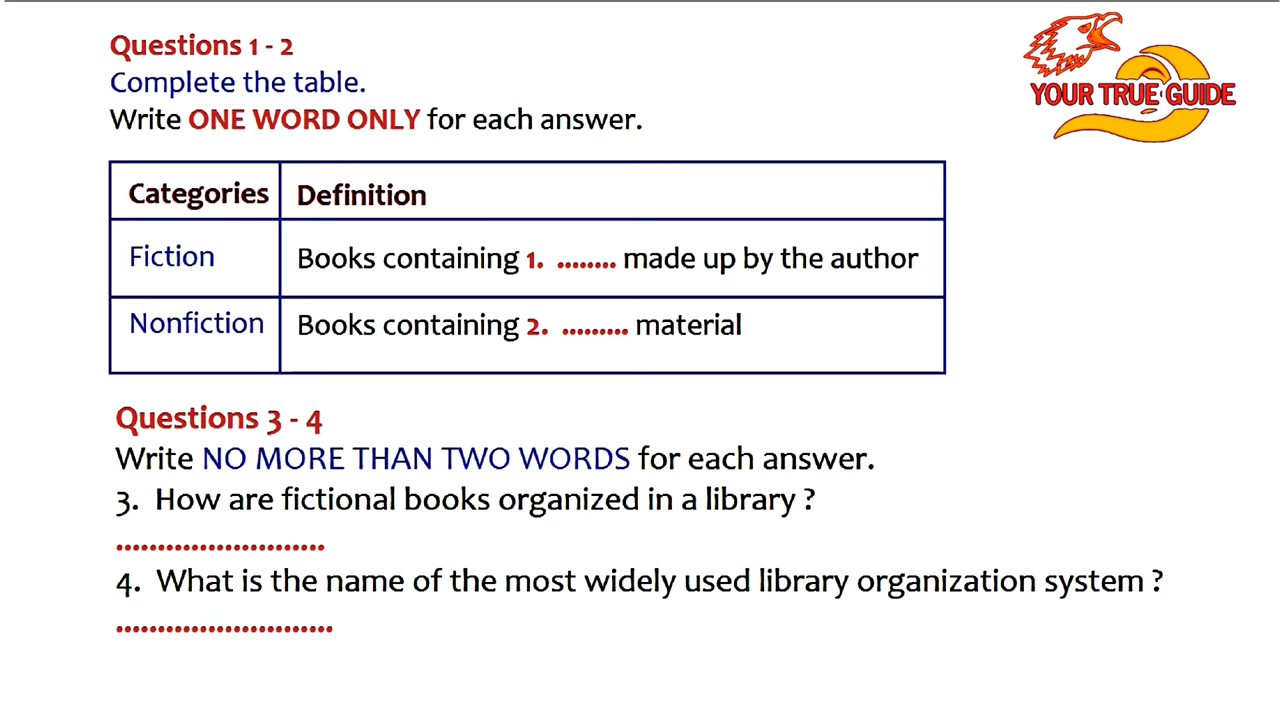 Questions 1 - 2
Complete the table.
Write ONE WORD ONLY for each answer.
YOUR TRUE GUIDE
Categories Definition
Fiction Books containing 1. ........ made up by the author
Nonfiction Books containing 2. ......... material
Questions 3 - 4
Write NO MORE THAN TWO WORDS for each answer.
3. How are fictional books organized in a library ?
.........................
4. What is the name of the most widely used library organization system ?
..........................